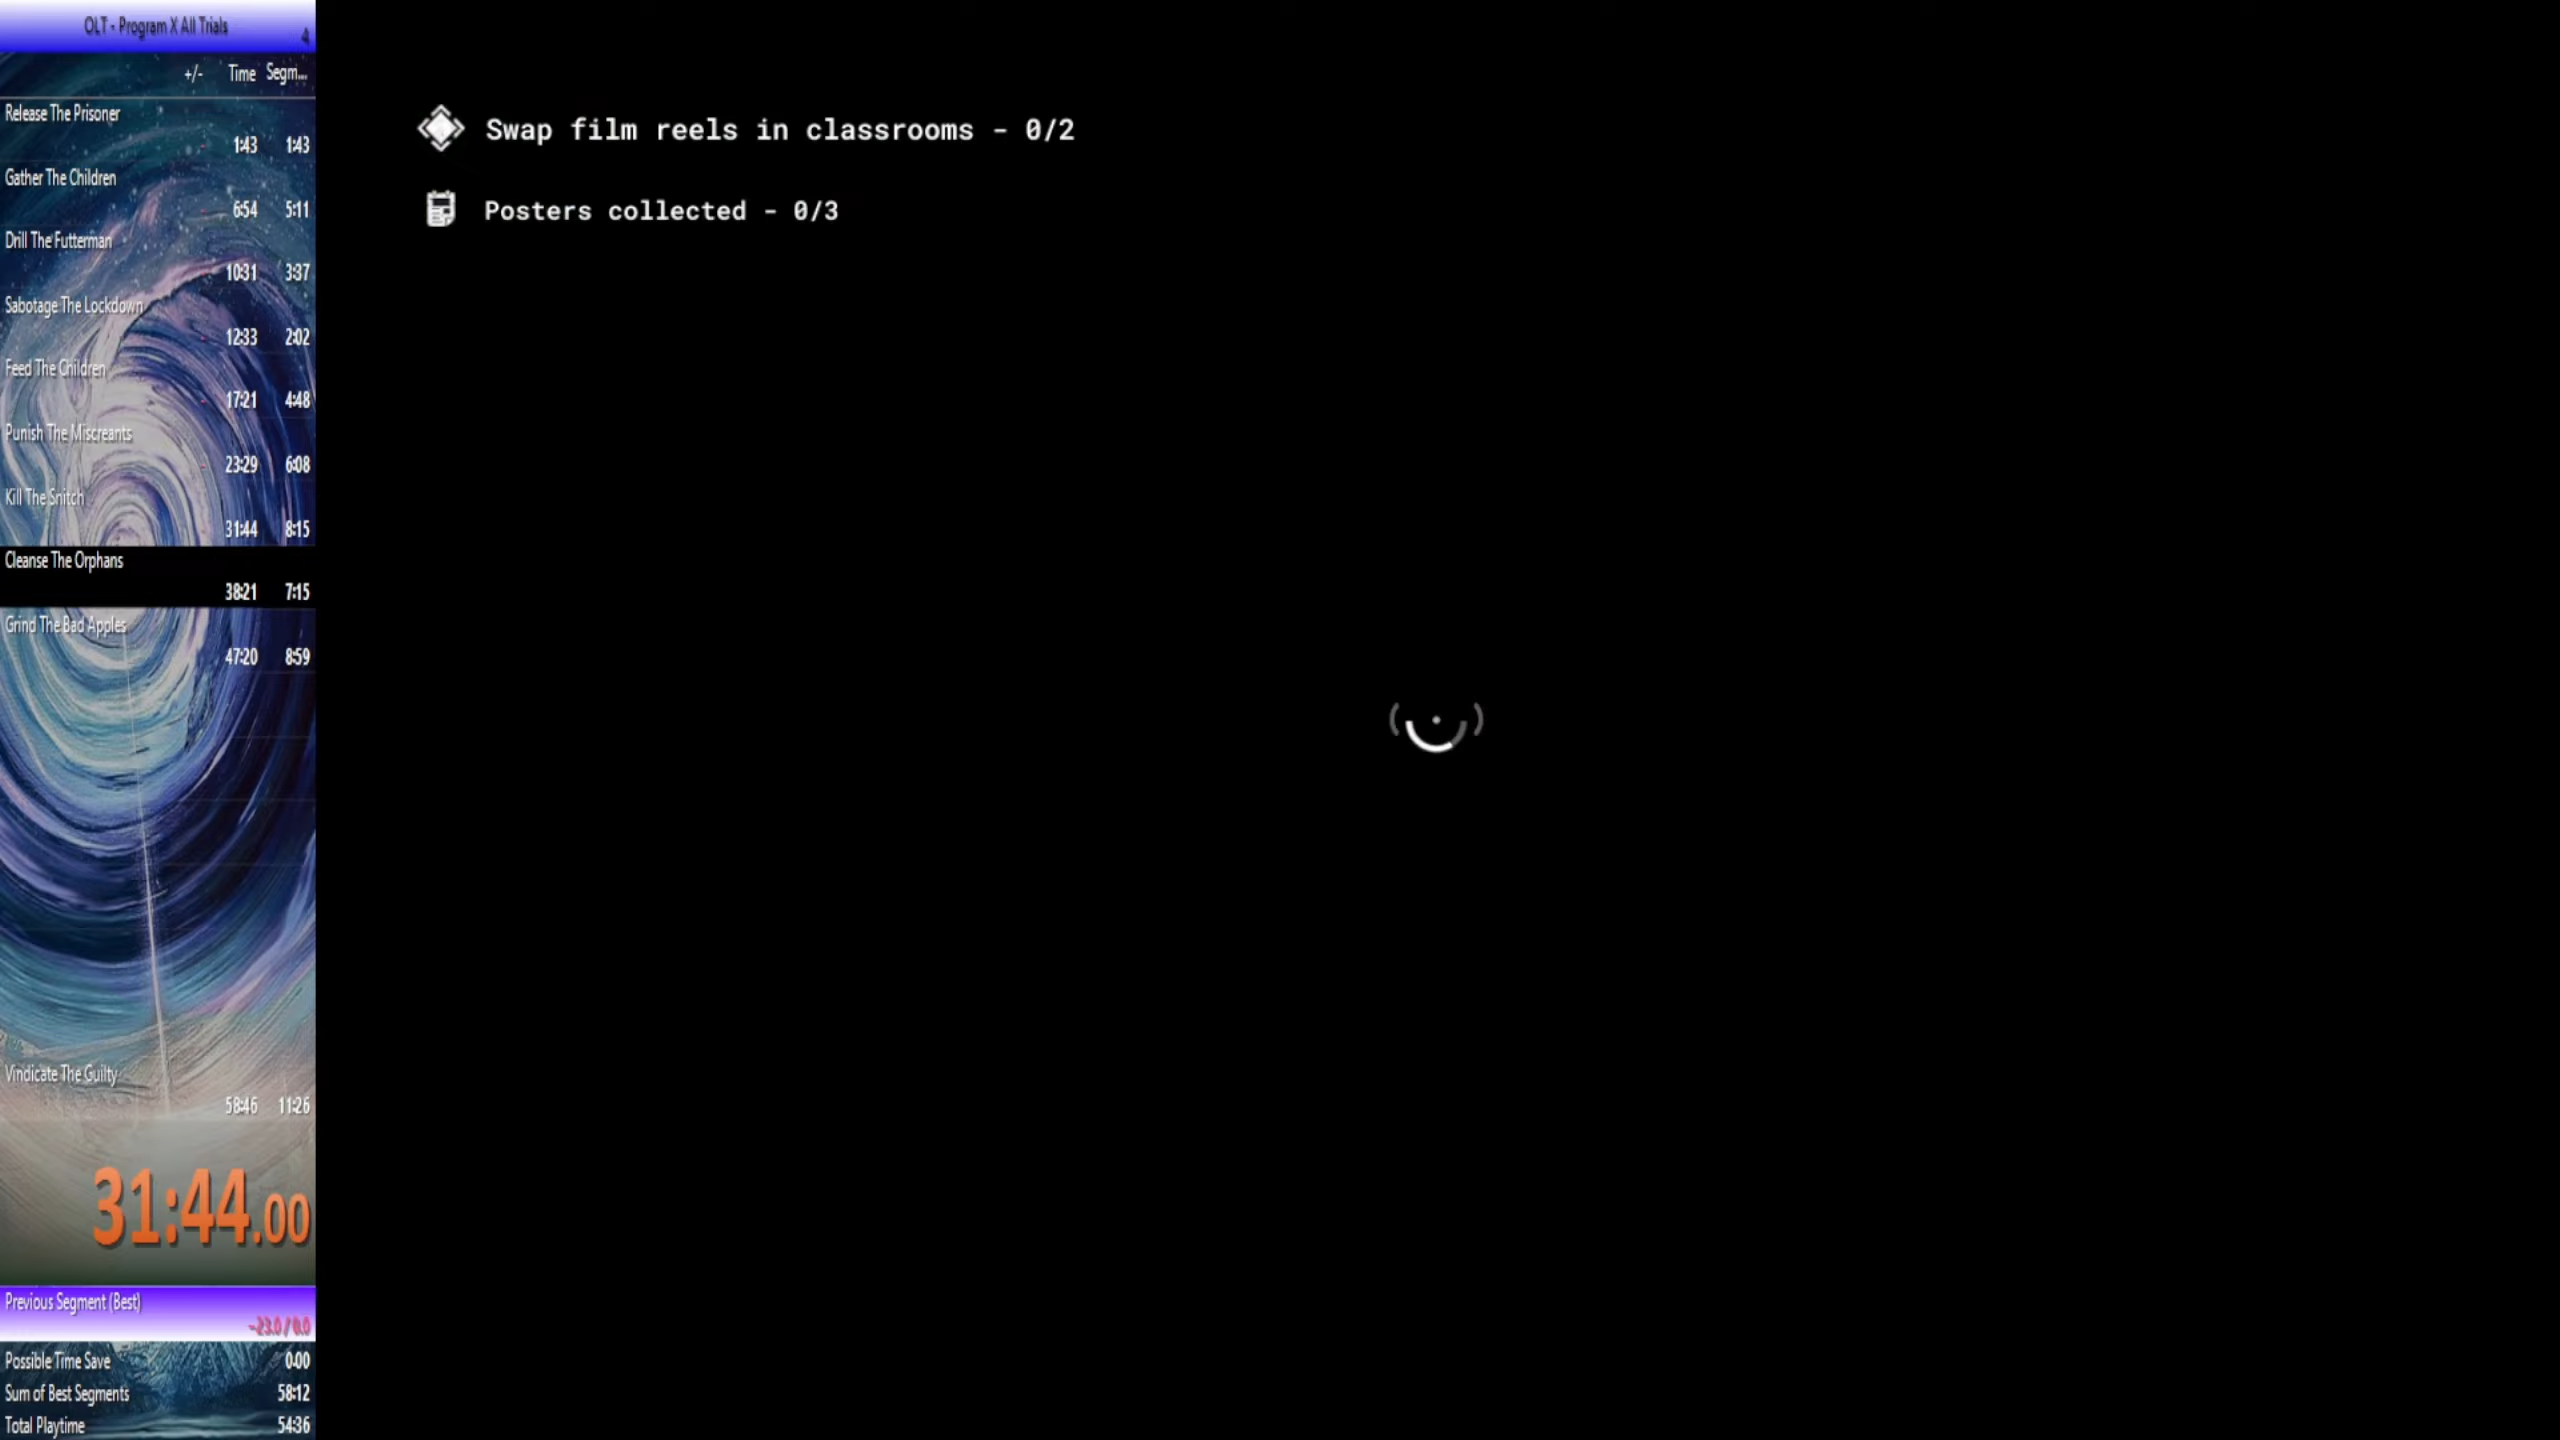 OLT - Program X All Trials
4
+/- Time Segm...
Release The Prisoner
1:43 1:43
Gather The Children
6:54 5:11
Drill The Futterman
10:31 3:37
Sabotage The Lockdown
12:33 2:02
Feed The Children
17:21 4:48
Punish The Miscreants
23:29 6:08
Kill The Snitch
31:44 8:15
Cleanse The Orphans
38:21 7:15
Grind The Bad Apples
47:20 8:59
Vindicate The Guilty
58:46 11:26
31:44.00
Previous Segment (Best)
-23.0 / 0.0
Possible Time Save 0.00
Sum of Best Segments 58:12
Total Playtime 54:36
Swap film reels in classrooms - 0/2
Posters collected - 0/3